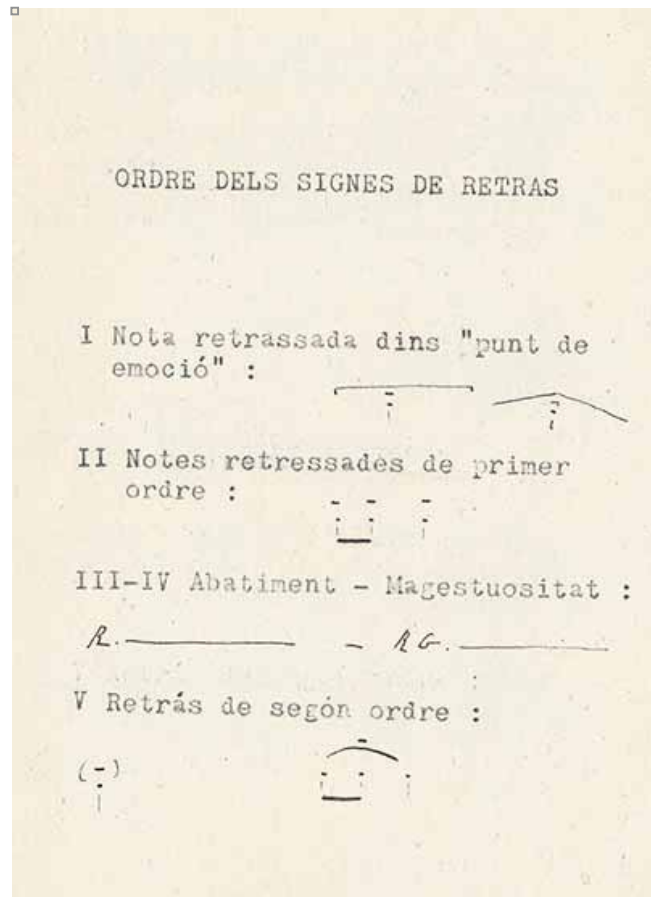 ORDRE DELS SIGNES DE RETRAS
I Nota retrassada dins "punt de
emoció" :
II Notes retressades de primer
ordre :
III-IV Abatiment - Magestuositat :
R. — RG.
V Retrás de segón ordre :
(-)